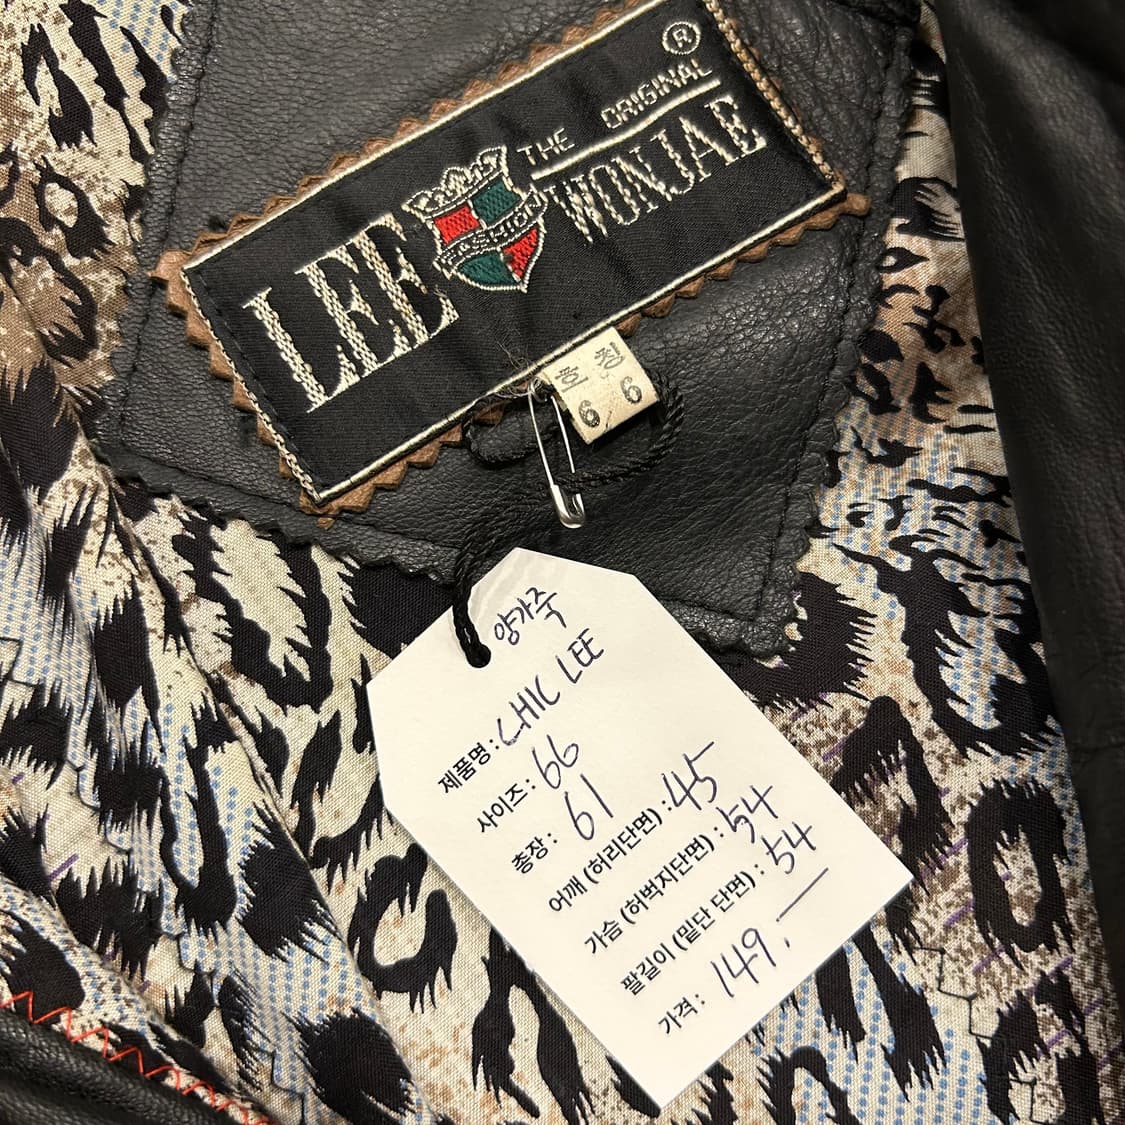 ®
THE ORIGINAL
LEE WONJAE
FASHION
호칭
66
양가죽
제품명 : CHIC LEE
사이즈 : 66
총장 : 61
어깨 (허리단면) : 45
가슴 (허벅지단면) : 54
팔길이 (밑단 단면) : 54
가격 : 149,—